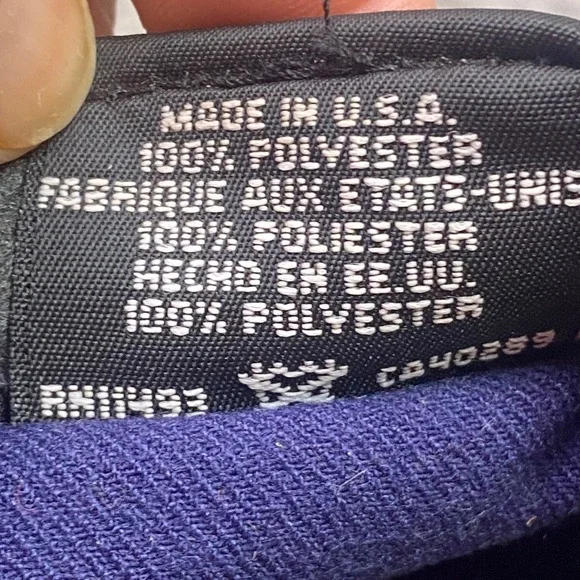 MADE IN U.S.A.
100% POLYESTER
FABRIQUE AUX ETATS-UNIS
100% POLIESTER
HECHO EN EE.UU.
100% POLYESTER
RN11493 CA40289